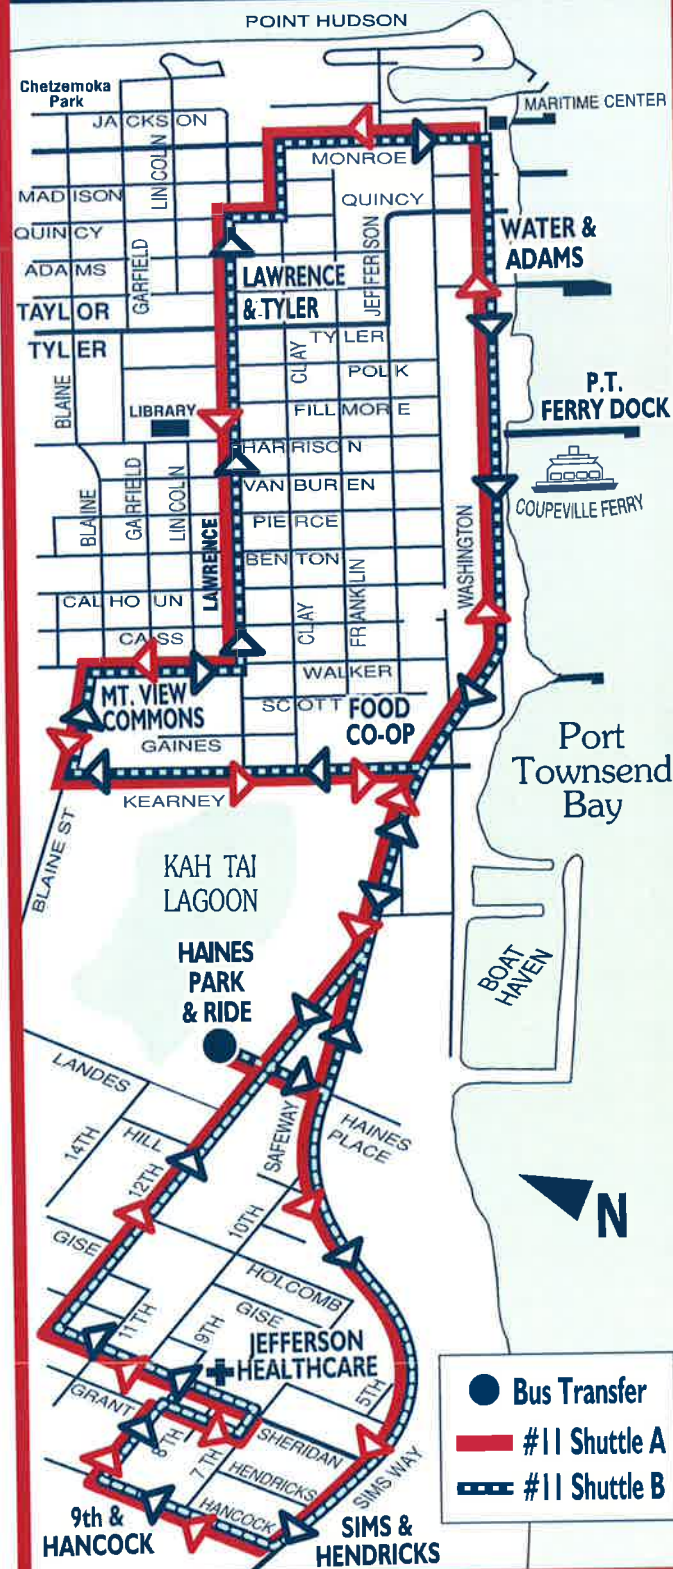 POINT HUDSON
Chetzemoka
Park
MARITIME CENTER
JACKSON
LINCOLN
MONROE
MADISON
QUINCY
QUINCY
WATER &
ADAMS
GARFIELD
JEFFERSON
ADAMS
LAWRENCE
& TYLER
TAYLOR
TYLER
TYLER
CLAY
POLK
P.T.
FERRY DOCK
BLAINE
LIBRARY
FILLMORE
HARRISON
COUPEVILLE FERRY
BLAINE
GARFIELD
LINCOLN
VAN BUREN
PIERCE
WASHINGTON
LAWRENCE
BENTON
CALHOUN
CLAY
FRANKLIN
CASS
WALKER
MT. VIEW
COMMONS
SCOTT
FOOD
CO-OP
GAINES
Port
Townsend
Bay
KEARNEY
BLAINE ST
KAH TAI
LAGOON
HAINES
PARK
& RIDE
BOAT
HAVEN
LANDES
14TH
HILL
SAFEWAY
HAINES
PLACE
12TH
10TH
N
GISE
HOLCOMB
GISE
11TH
9TH
JEFFERSON
HEALTHCARE
GRANT
5TH
8TH
7TH
SHERIDAN
HENDRICKS
SIMS WAY
HANCOCK
9th &
HANCOCK
SIMS &
HENDRICKS
Bus Transfer
#11 Shuttle A
#11 Shuttle B